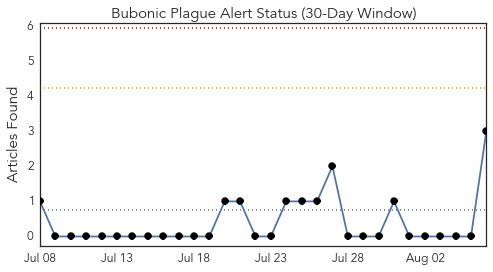 Bubonic Plague Alert Status (30-Day Window)
Articles Found
6
5
4
3
2
1
0
Jul 08 Jul 13 Jul 18 Jul 23 Jul 28 Aug 02